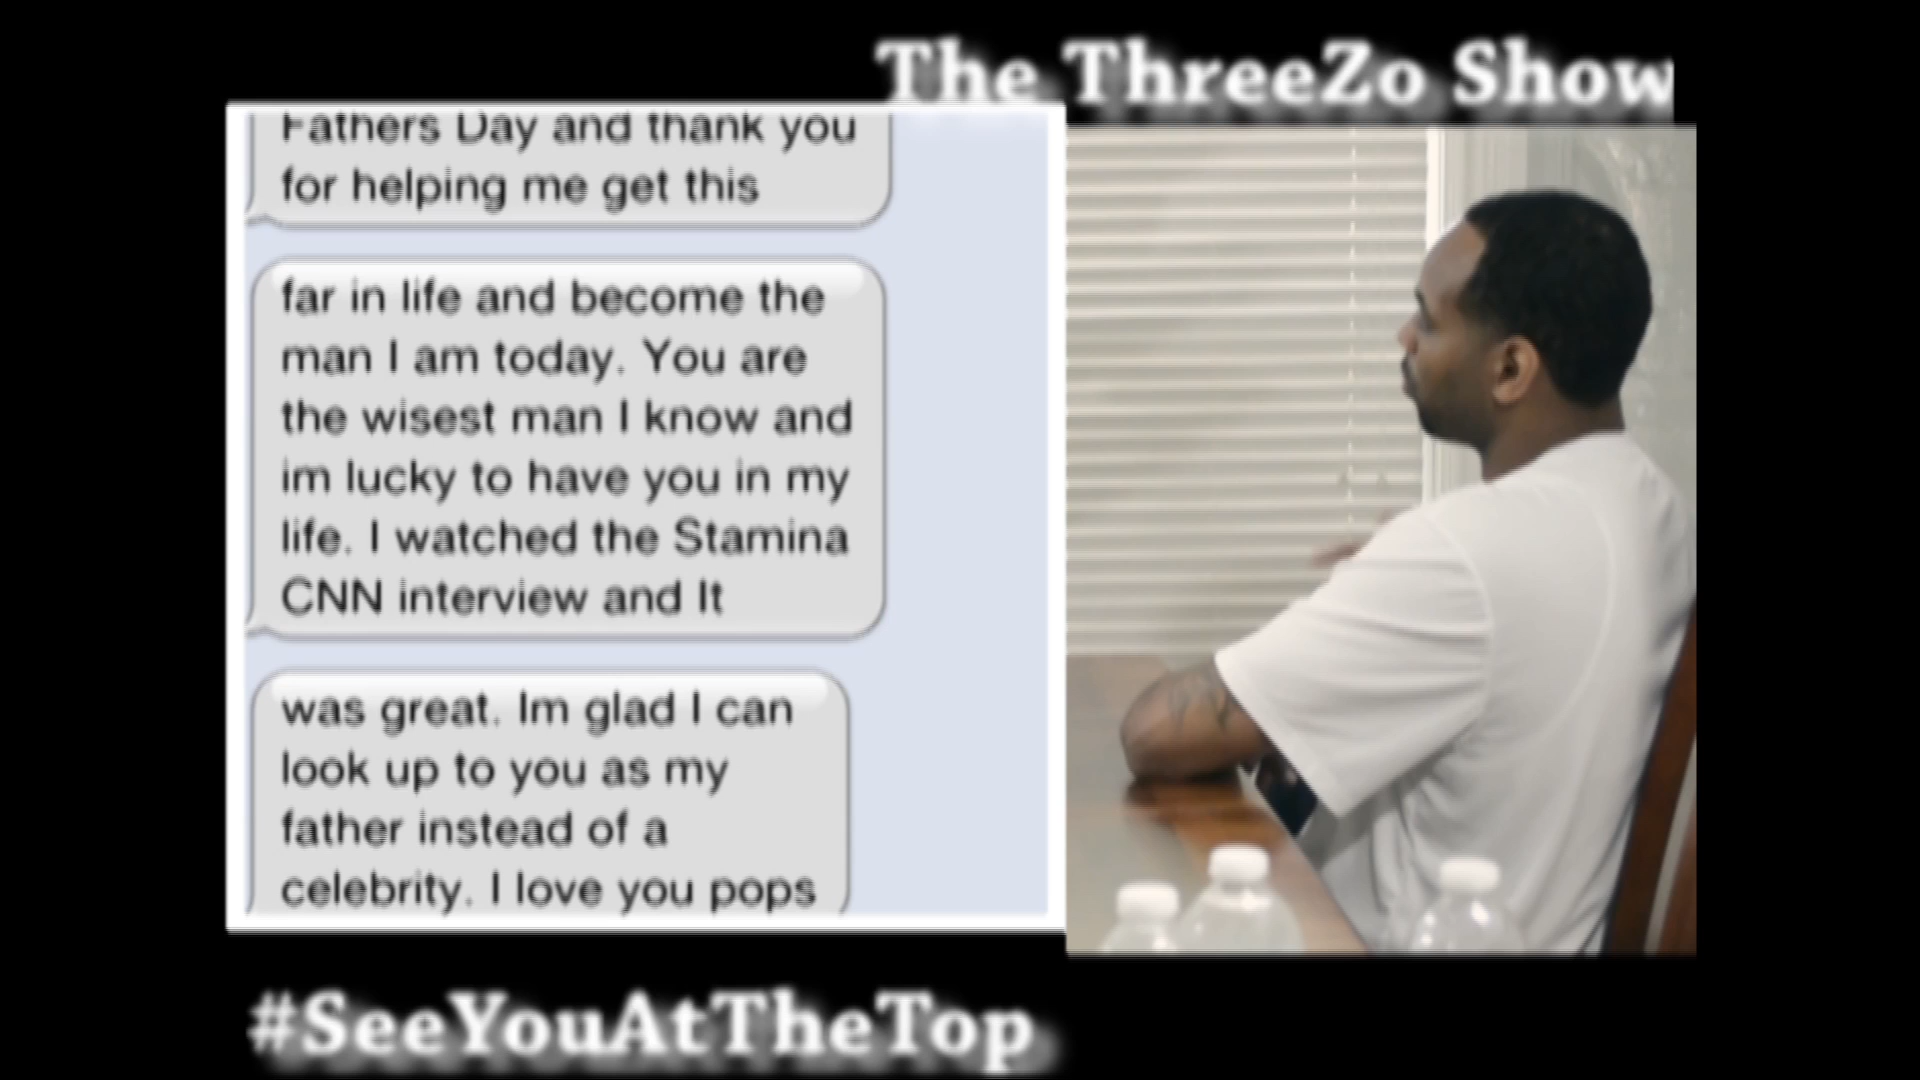 The ThreeZo Show
Fathers Day and thank you
for helping me get this
far in life and become the
man I am today. You are
the wisest man I know and
im lucky to have you in my
life. I watched the Stamina
CNN interview and It
was great. Im glad I can
look up to you as my
father instead of a
celebrity. I love you pops
#SeeYouAtTheTop